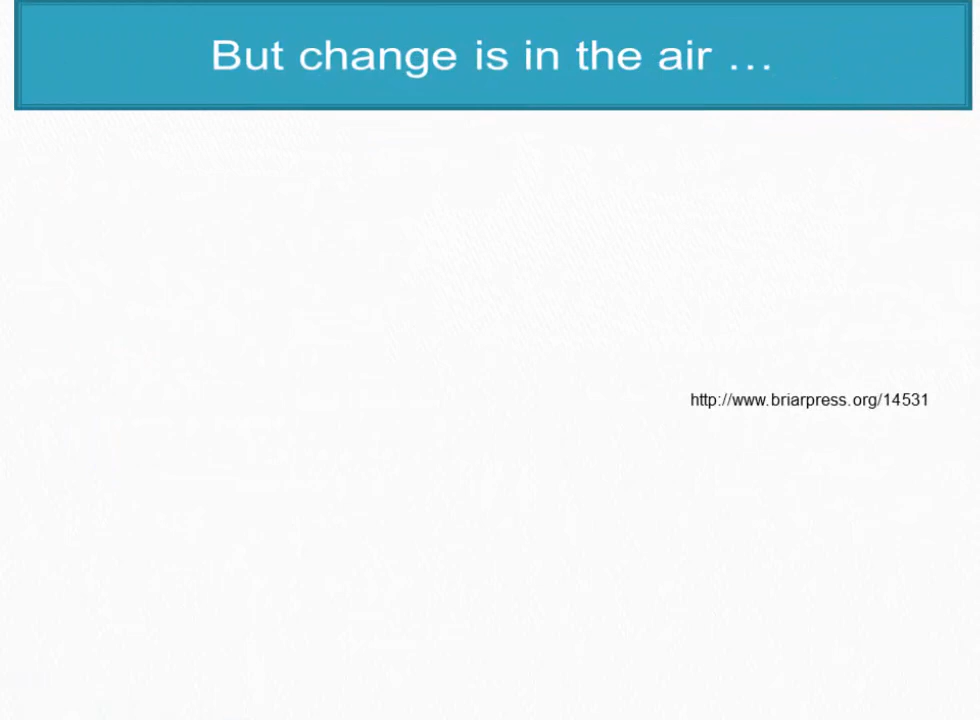 But change is in the air …
http://www.briarpress.org/14531